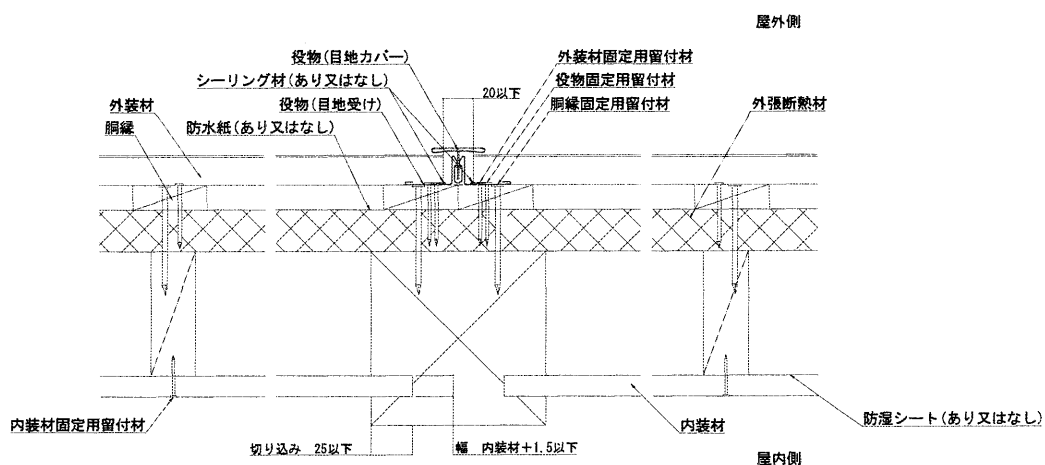 屋外側
役物(目地カバー)
外装材固定用留付材
シーリング材(あり又はなし)
役物固定用留付材
20以下
外装材
役物(目地受け)
胴縁固定用留付材
外張断熱材
胴縁
防水紙(あり又はなし)
防湿シート(あり又はなし)
内装材固定用留付材
内装材
切り込み 25以下
幅 内装材+1.5以下
屋内側